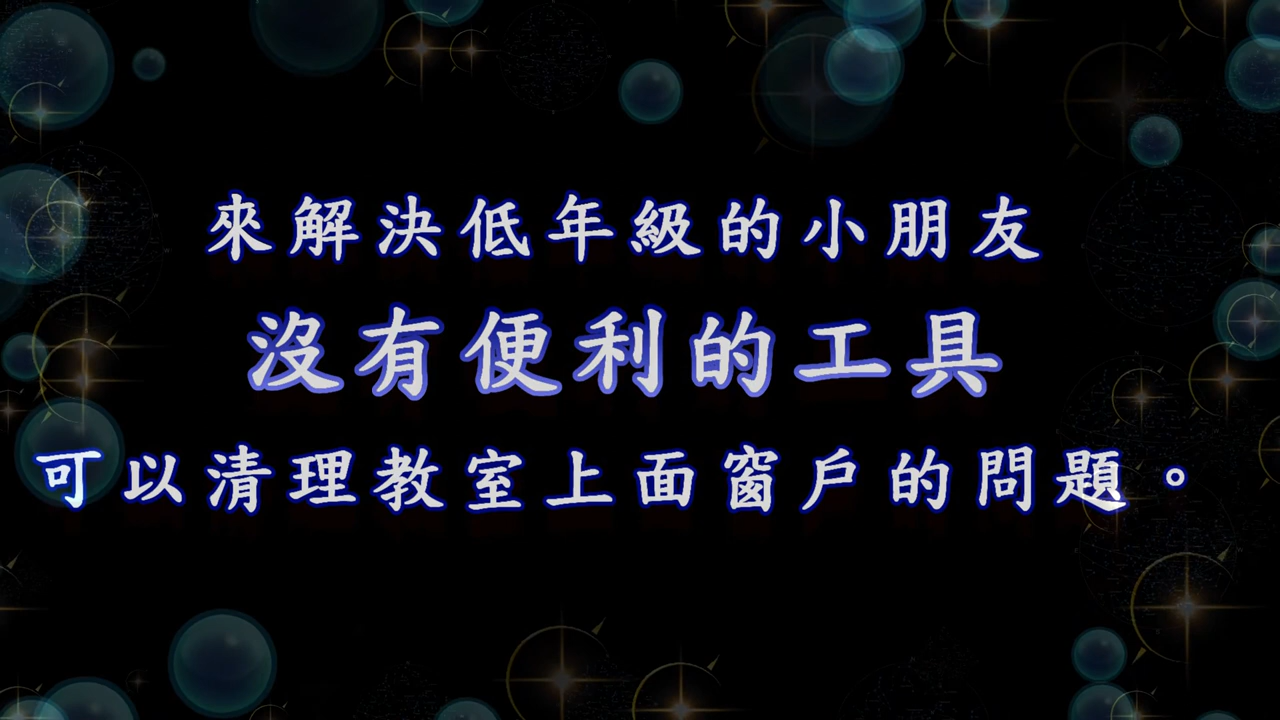 來解決低年級的小朋友
沒有便利的工具
可以清理教室上面窗戶的問題。